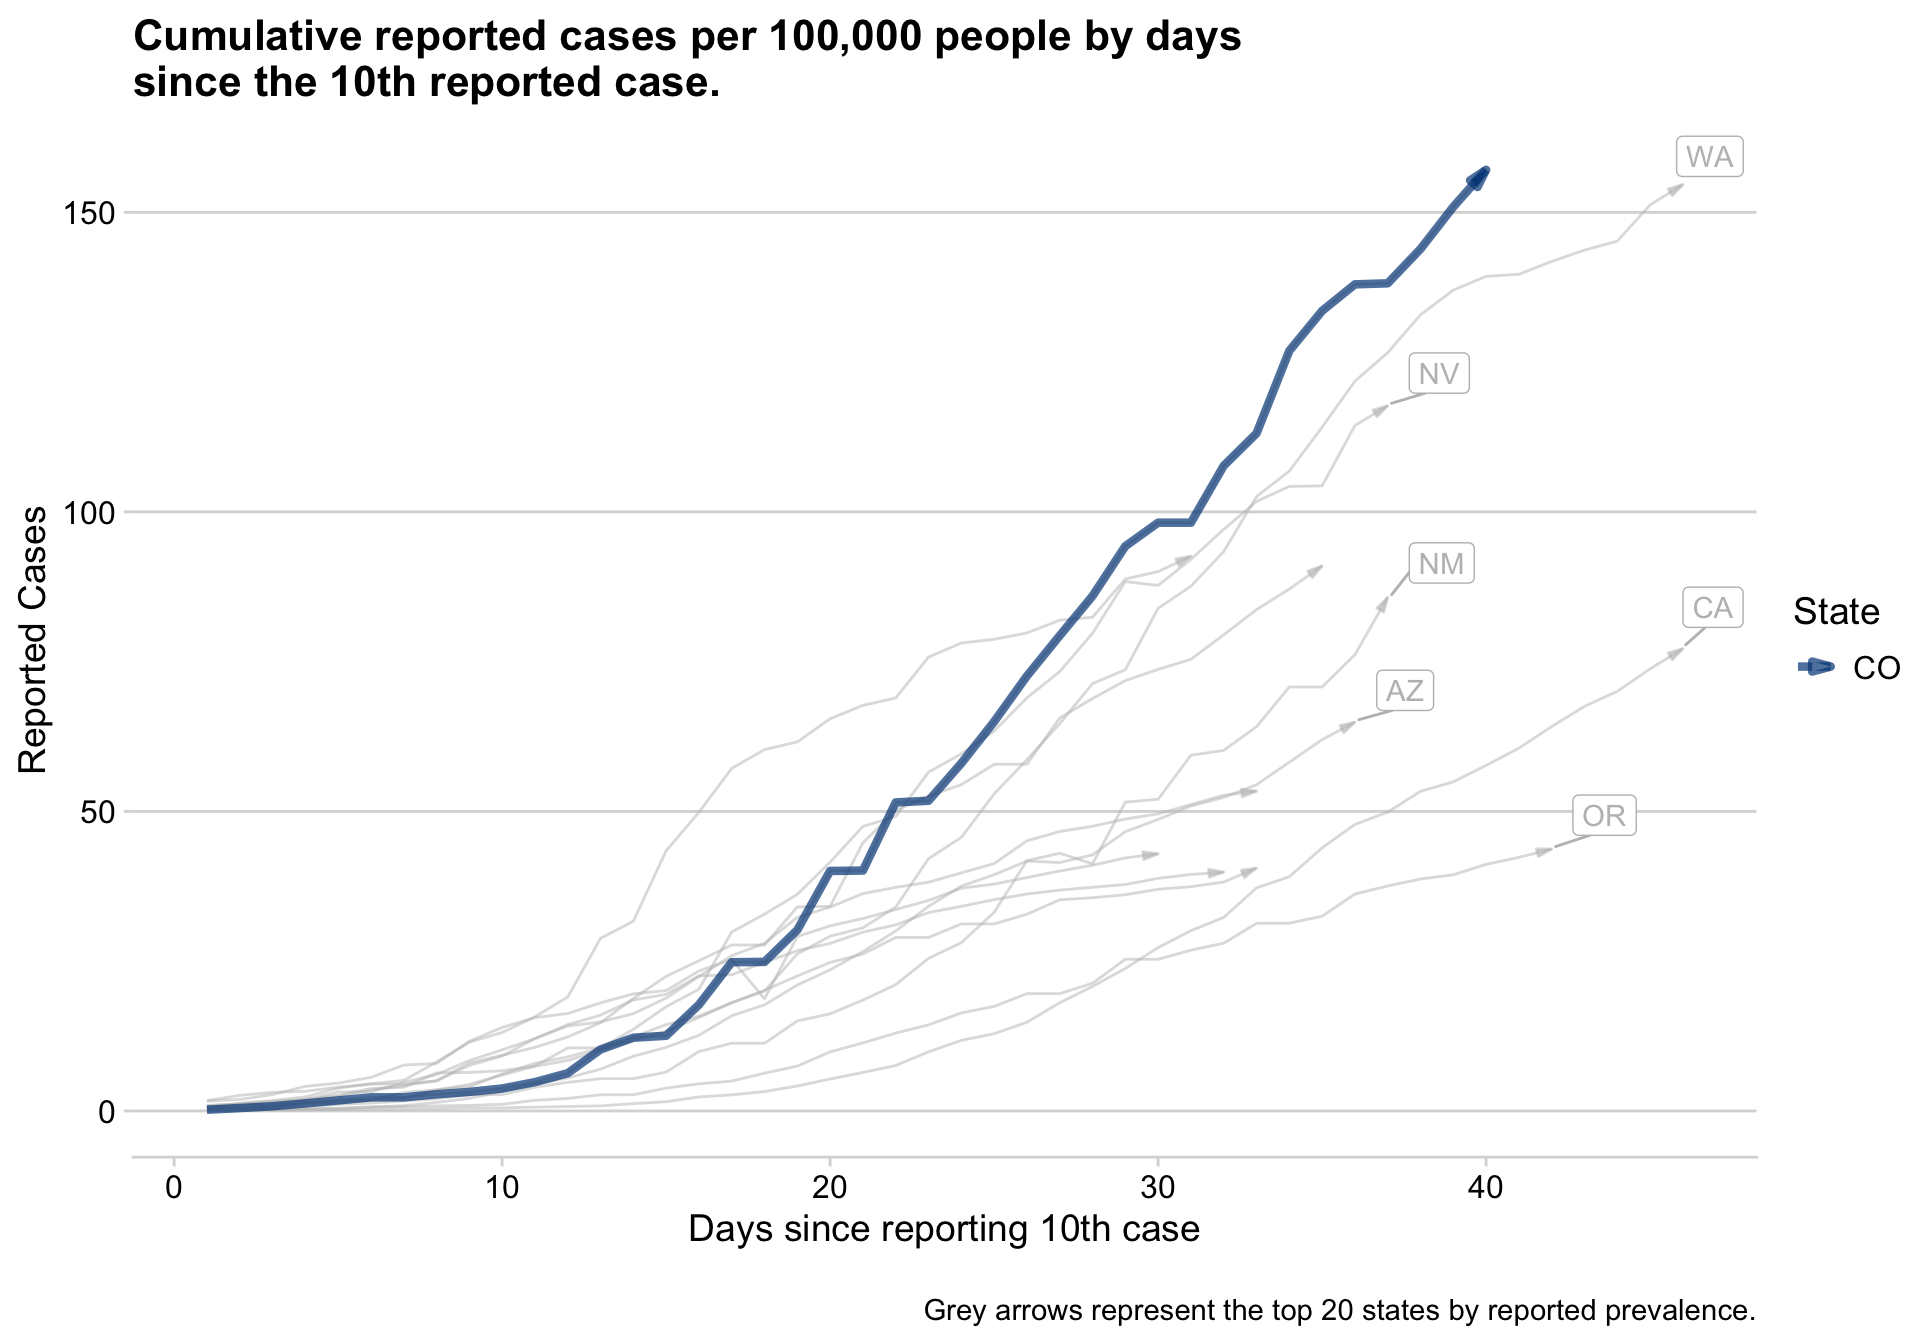 Cumulative reported cases per 100,000 people by days
since the 10th reported case.
WA
150
NV
NM
100
CA
AZ
OR
50
0
Reported Cases
State
CO
0 10 20 30 40
Days since reporting 10th case
Grey arrows represent the top 20 states by reported prevalence.